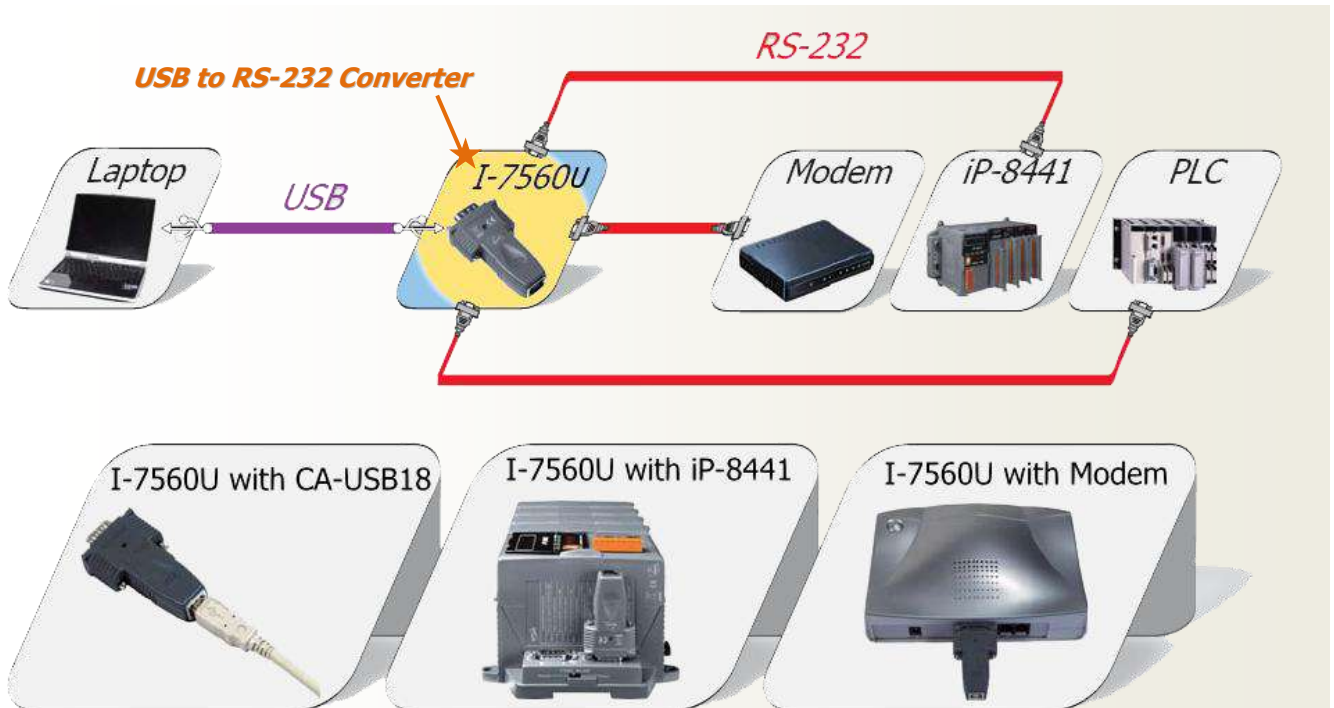 RS-232
USB to RS-232 Converter
Laptop
USB
I-7560U
Modem
iP-8441
PLC
I-7560U with CA-USB18
I-7560U with iP-8441
I-7560U with Modem